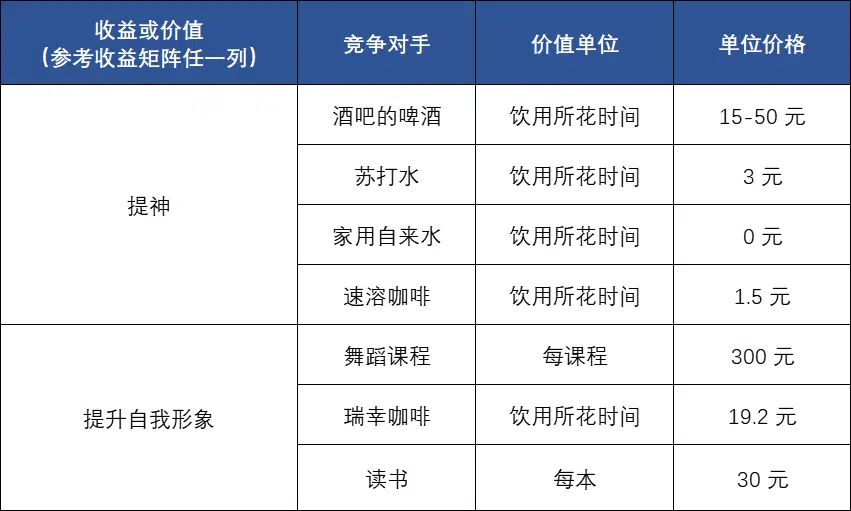 收益或价值
（参考收益矩阵任一列）
竞争对手
价值单位
单位价格
提神
酒吧的啤酒
饮用所花时间
15-50 元
苏打水
饮用所花时间
3 元
家用自来水
饮用所花时间
0 元
速溶咖啡
饮用所花时间
1.5 元
提升自我形象
舞蹈课程
每课程
300 元
瑞幸咖啡
饮用所花时间
19.2 元
读书
每本
30 元